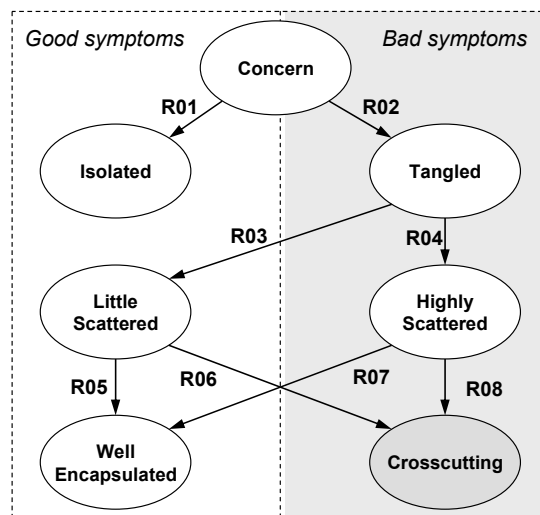 Good symptoms
Bad symptoms
Concern
R01
R02
Isolated
Tangled
R03
R04
Little
Scattered
Highly
Scattered
R05
R06
R07
R08
Well
Encapsulated
Crosscutting